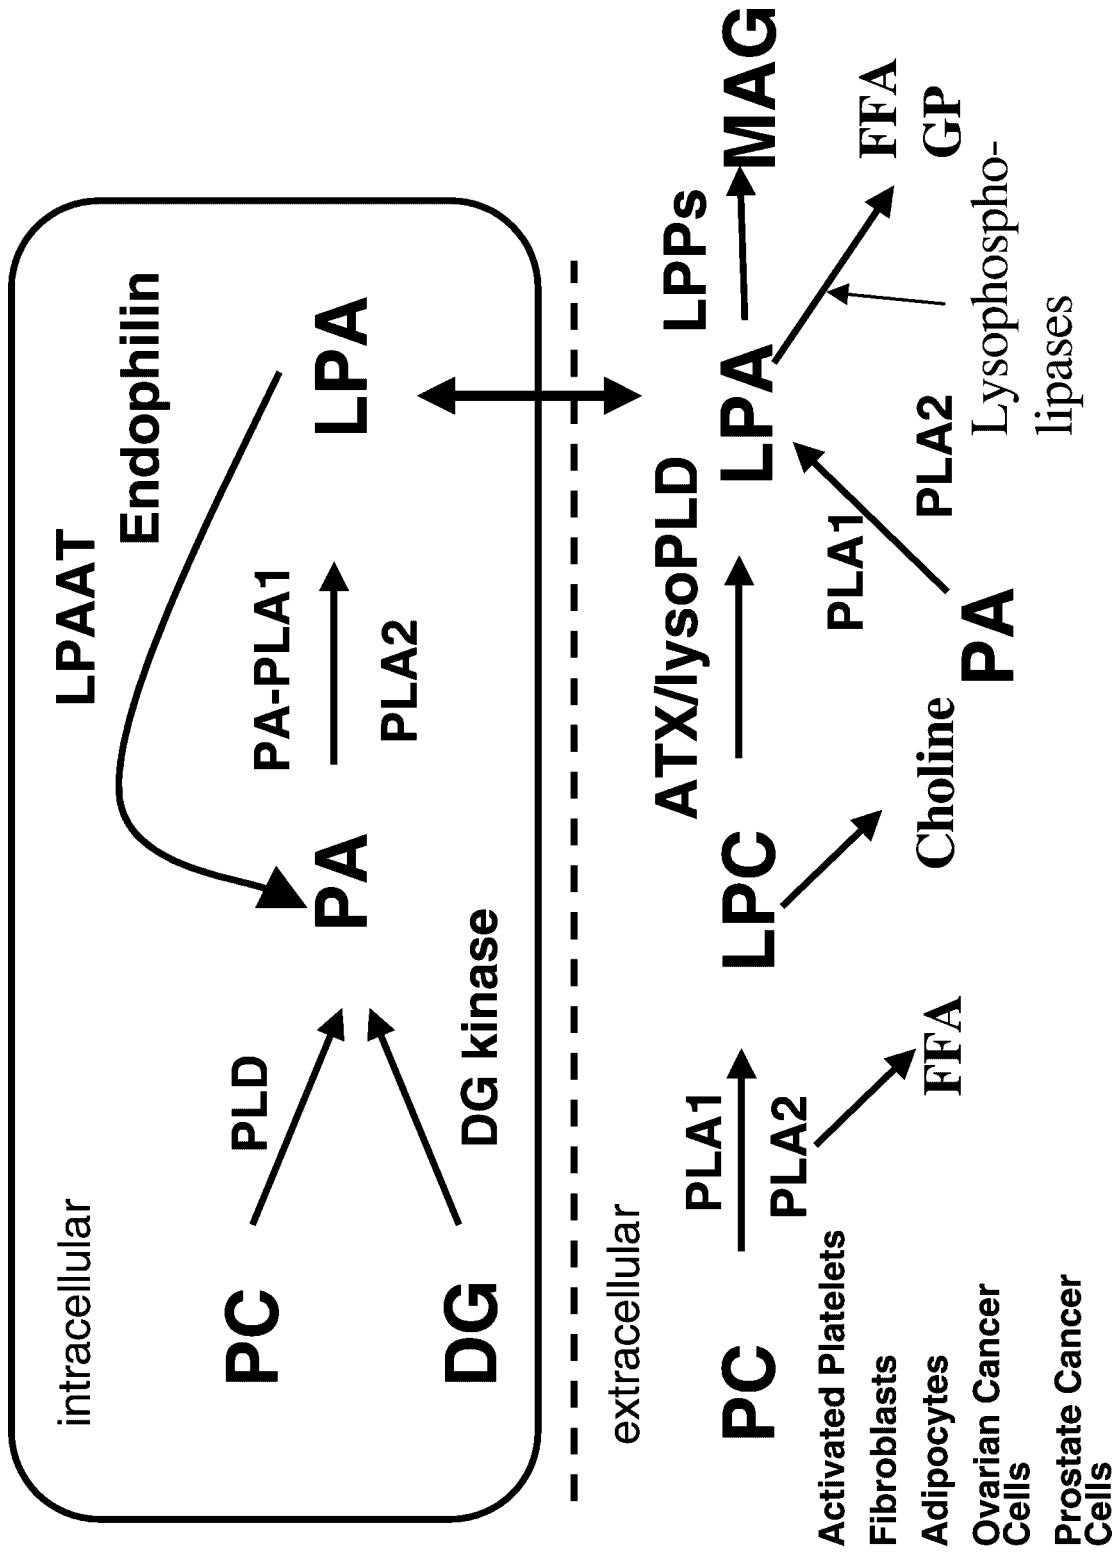 intracellular
LPAAT
Endophilin
PC
PLD
PA
PA-PLA1
PLA2
LPA
DG
DG kinase
extracellular
PC
PLA1
PLA2
FFA
LPC
Choline
ATX/lysoPLD
LPA
LPPs
MAG
PA
PLA1
PLA2
FFA
GP
Lysophospho-
lipases
Activated Platelets
Fibroblasts
Adipocytes
Ovarian Cancer
Cells
Prostate Cancer
Cells